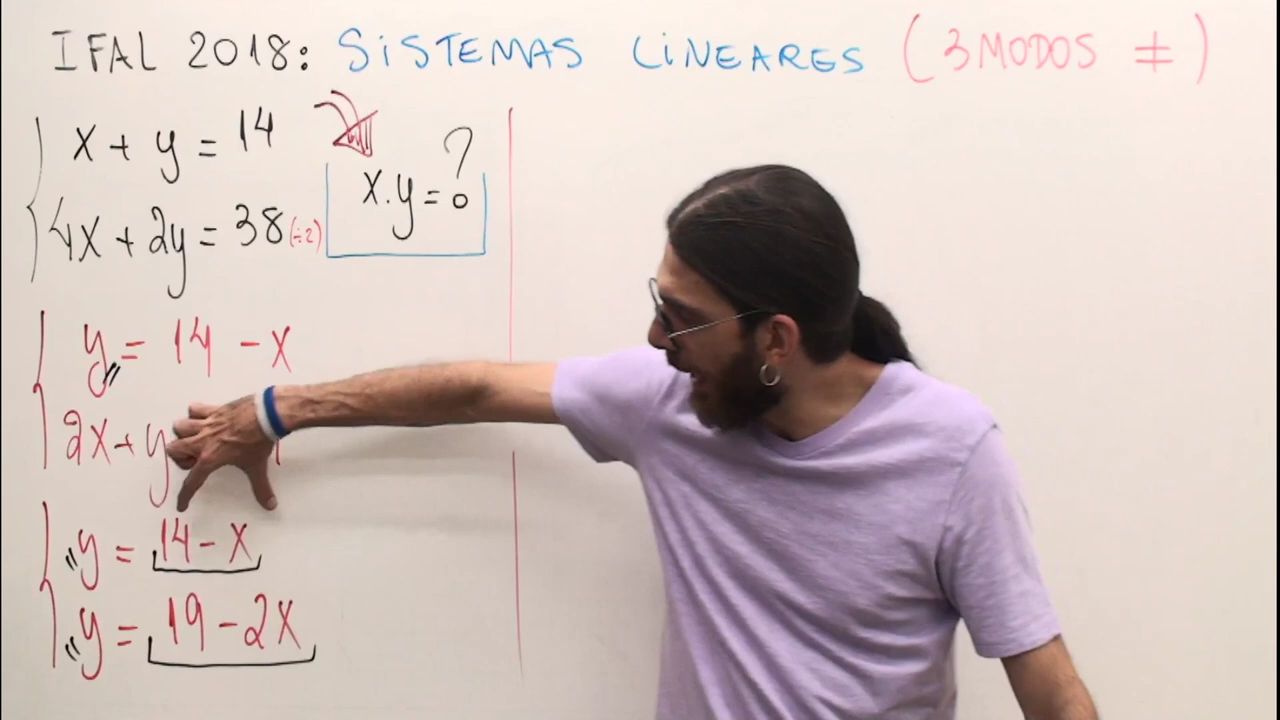 IFAL 2018: SISTEMAS LINEARES (3 MODOS ≠)
x + y = 14
4x + 2y = 38 (÷2)
x.y = ?
y = 14 - x
2x + y
y = 14 - x
y = 19 - 2x